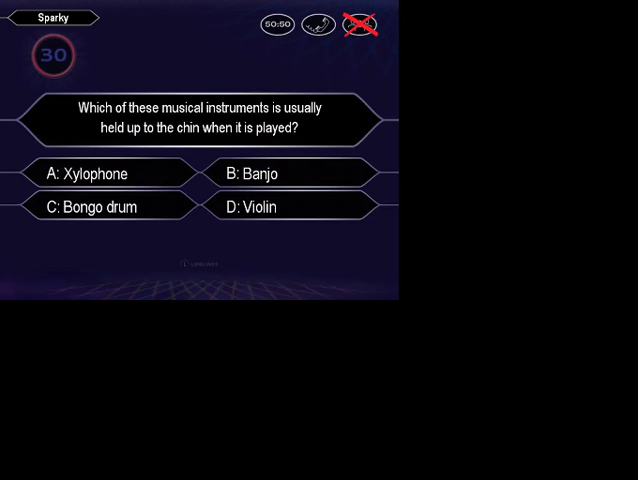 Sparky
50:50
30
Which of these musical instruments is usually
held up to the chin when it is played?
A: Xylophone
B: Banjo
C: Bongo drum
D: Violin